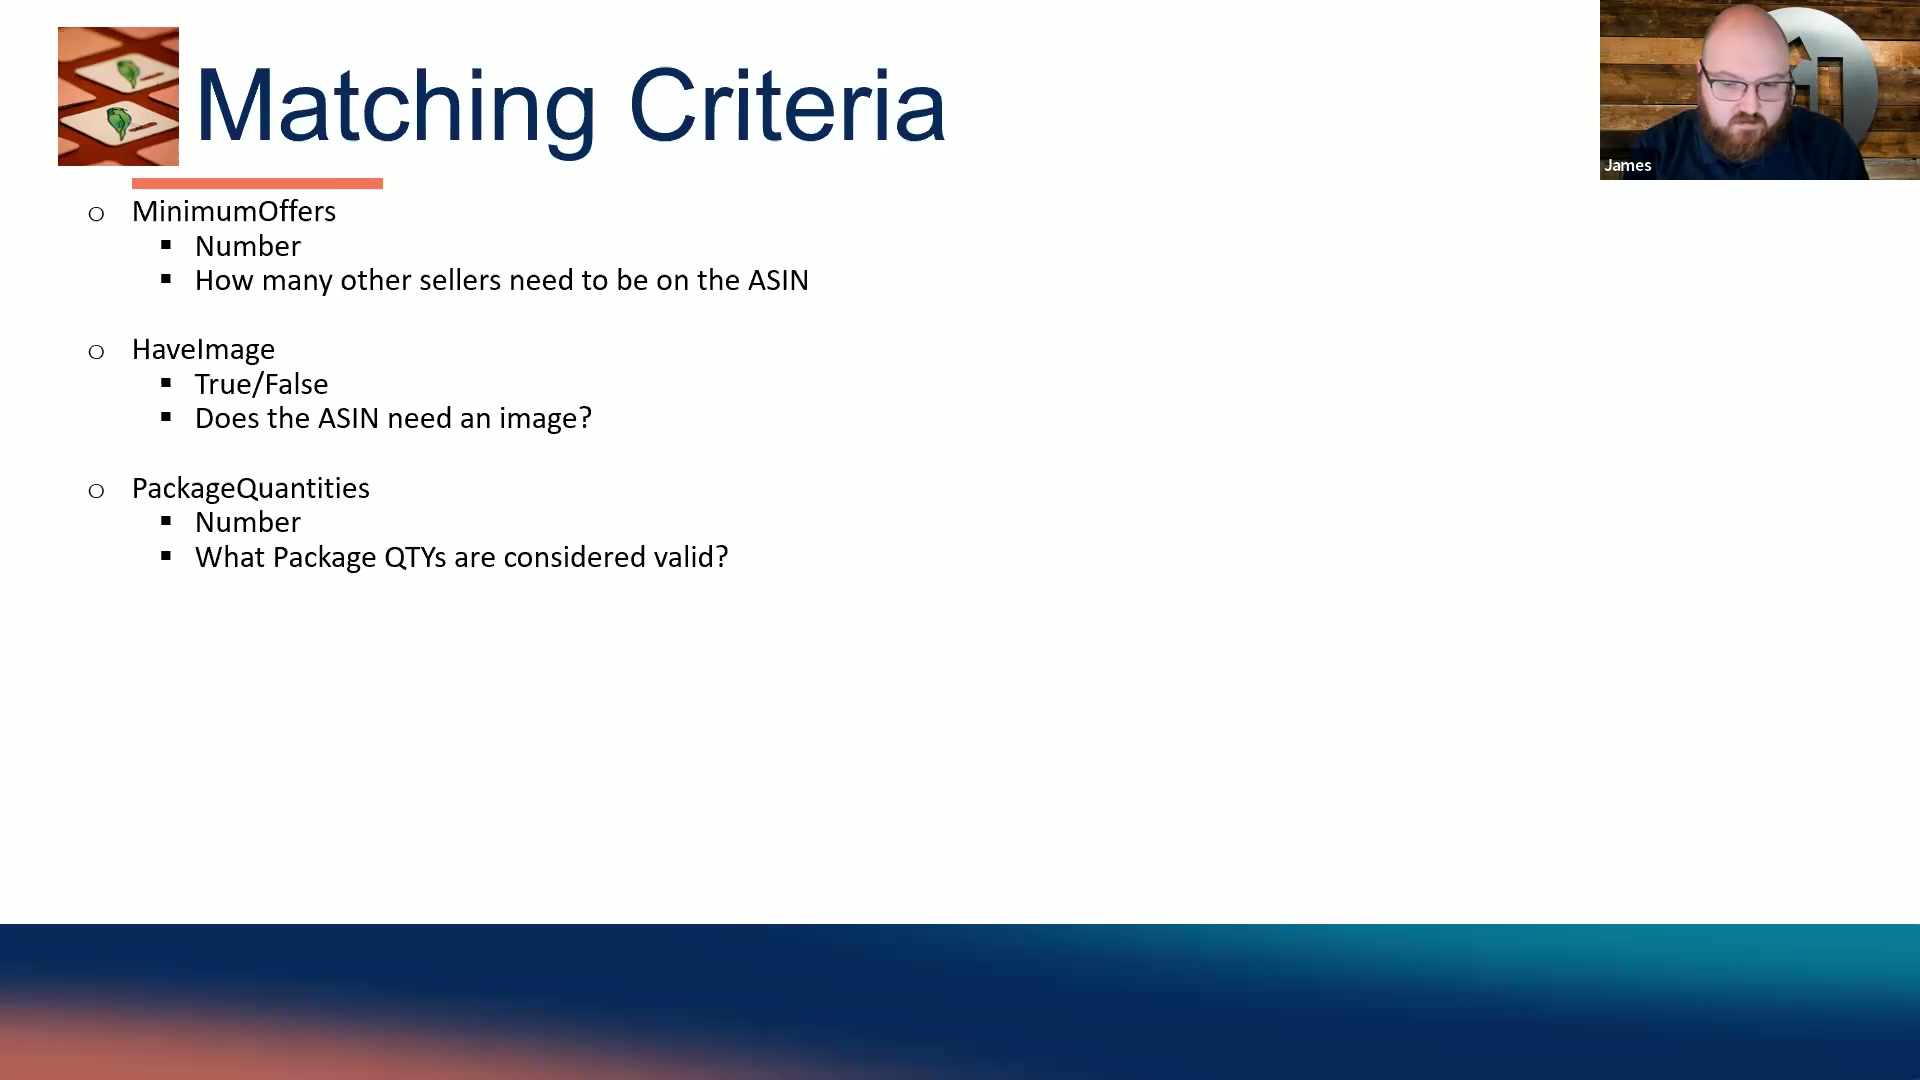 Matching Criteria
James
MinimumOffers
Number
How many other sellers need to be on the ASIN
HaveImage
True/False
Does the ASIN need an image?
PackageQuantities
Number
What Package QTYs are considered valid?